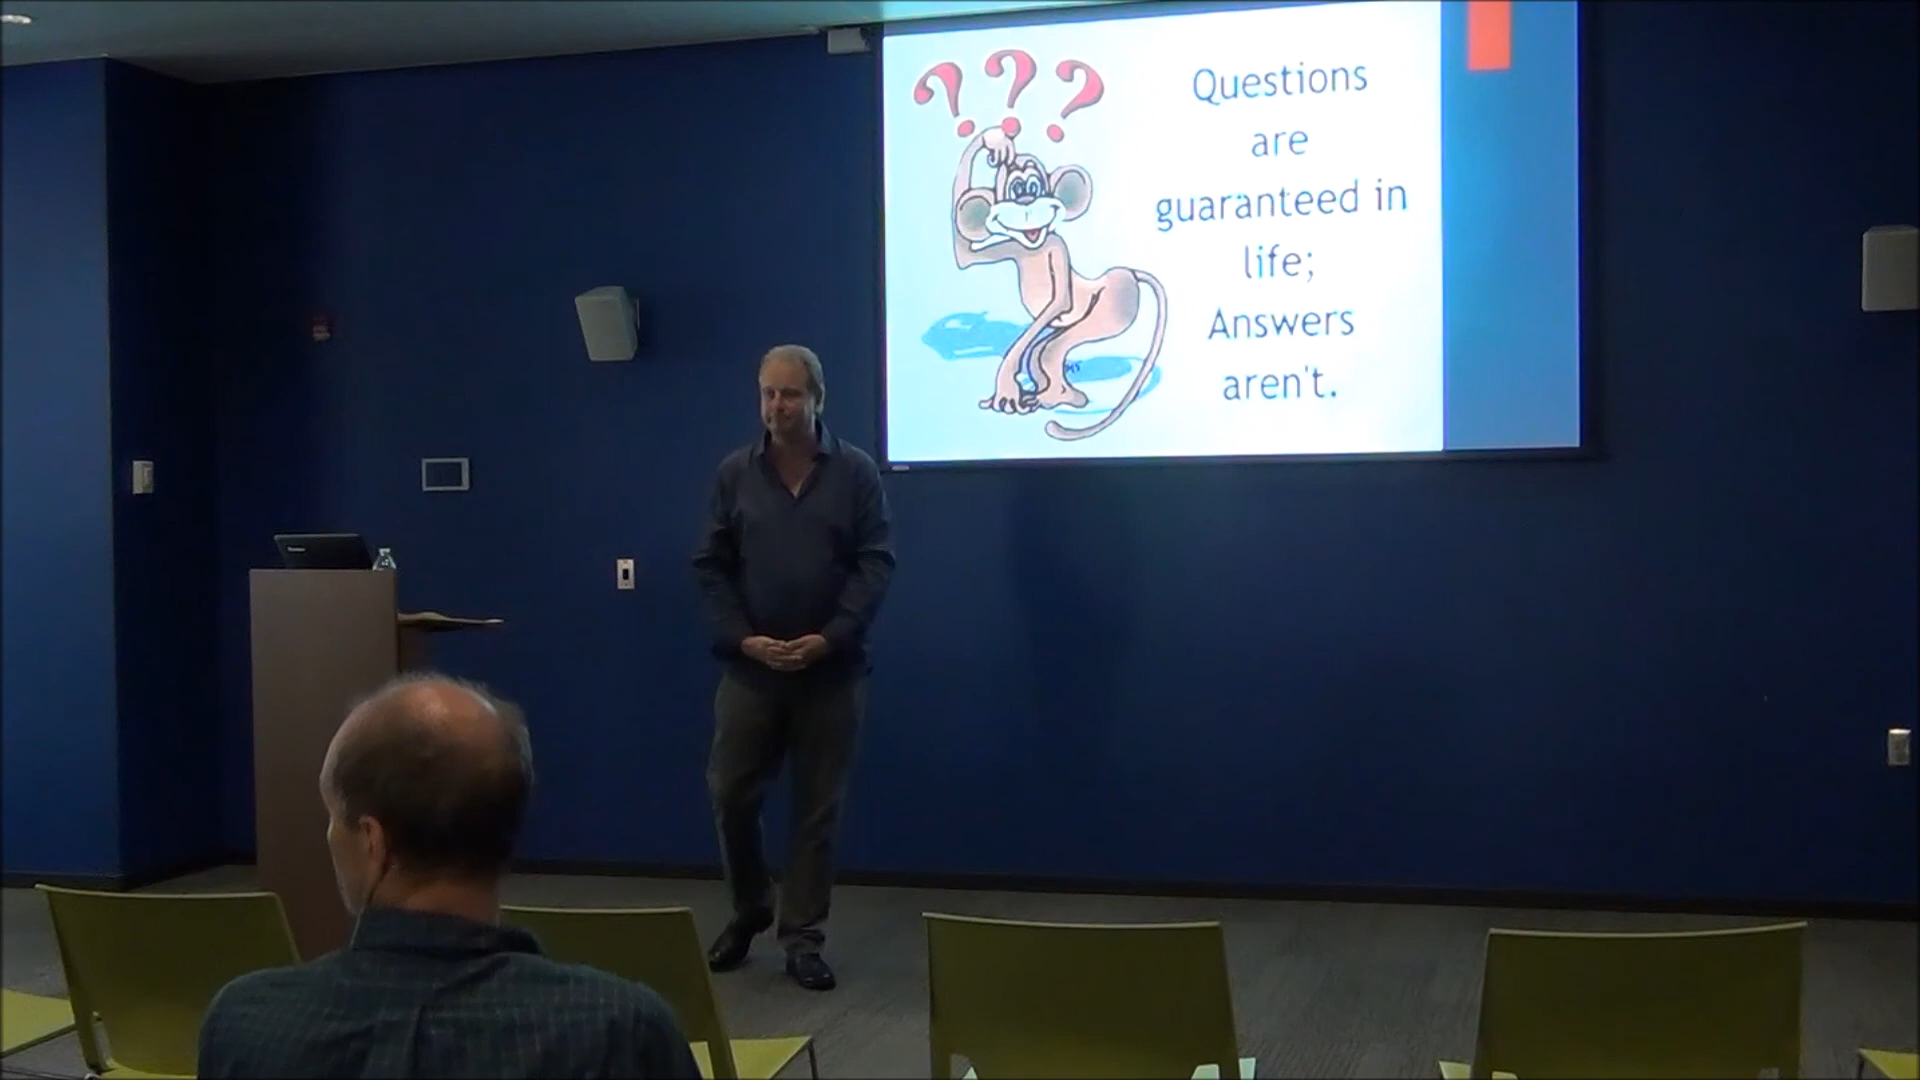 Questions
are
guaranteed in
life;
Answers
aren't.